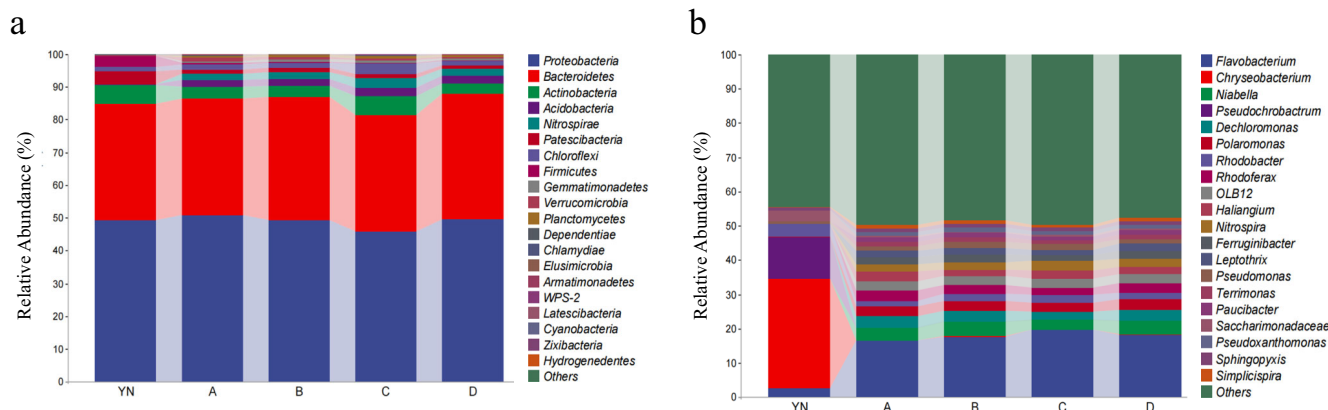 a
Relative Abundance (%)
100
90
80
70
60
50
40
30
20
10
0
YN A B C D
Proteobacteria
Bacteroidetes
Actinobacteria
Acidobacteria
Nitrospirae
Patescibacteria
Chloroflexi
Firmicutes
Gemmatimonadetes
Verrucomicrobia
Planctomycetes
Dependentiae
Chlamydiae
Elusimicrobia
Armatimonadetes
WPS-2
Latescibacteria
Cyanobacteria
Zixibacteria
Hydrogenedentes
Others
b
Relative Abundance (%)
100
90
80
70
60
50
40
30
20
10
0
YN A B C D
Flavobacterium
Chryseobacterium
Niabella
Pseudochrobactrum
Dechloromonas
Polaromonas
Rhodobacter
Rhodoferax
OLB12
Haliangium
Nitrospira
Ferruginibacter
Leptothrix
Pseudomonas
Terrimonas
Paucibacter
Saccharimonadaceae
Pseudoxanthomonas
Sphingopyxis
Simplicispira
Others